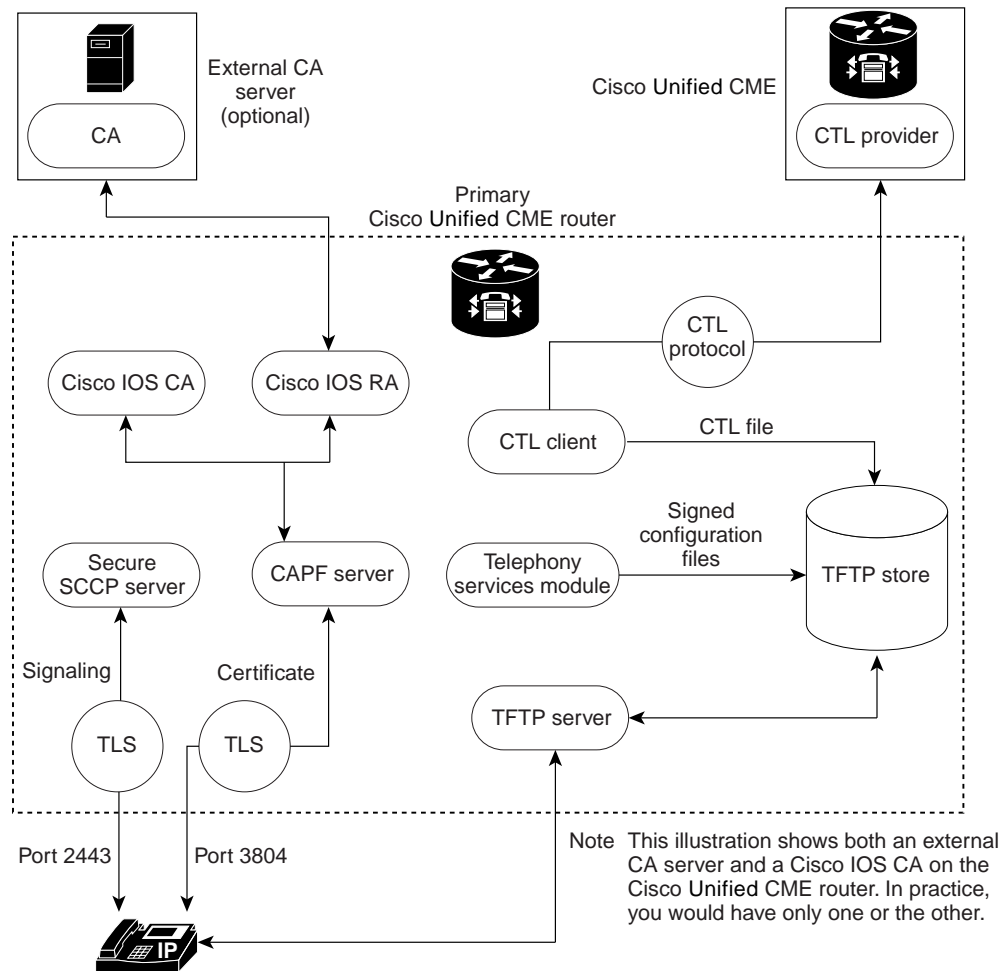 External CA
server
(optional)
CA
Cisco Unified CME
CTL provider
Primary
Cisco Unified CME router
CTL
protocol
Cisco IOS CA
Cisco IOS RA
CTL client
CTL file
Signed
configuration
files
Secure
SCCP server
CAPF server
Telephony
services module
TFTP store
Signaling
Certificate
TLS
TLS
TFTP server
Port 2443
Port 3804
IP
Note This illustration shows both an external
CA server and a Cisco IOS CA on the
Cisco Unified CME router. In practice,
you would have only one or the other.